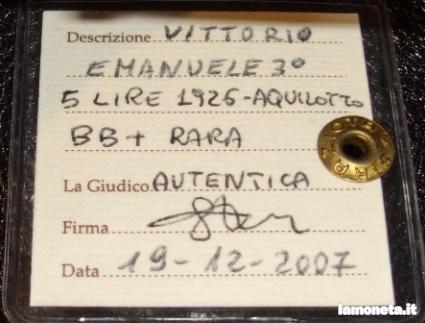 Descrizione VITTORIO
EMANUELE 3º
5 LIRE 1926-AQUILOTTO
BB+ RARA
La Giudico AUTENTICA
Firma
Data 19-12-2007
lamoneta.it